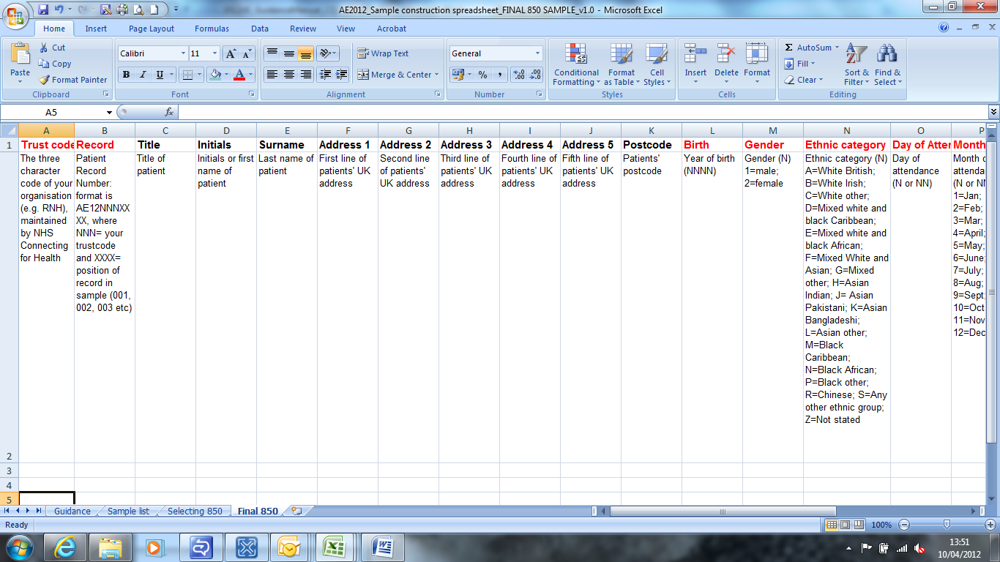 AE2012_Sample construction spreadsheet_FINAL 850 SAMPLE_v1.0 - Microsoft Excel
Home Insert Page Layout Formulas Data Review View Acrobat
Paste
Cut
Copy
Format Painter
Clipboard
Calibri 11
B I U
Font
Wrap Text
Merge & Center
Alignment
General
%
Number
Conditional Formatting
Format as Table
Cell Styles
Styles
Insert Delete Format
Cells
AutoSum
Fill
Clear
Sort & Filter
Find & Select
Editing
A5 fx
A B C D E F G H I J K L M N O P
1 Trust code Record Title Initials Surname Address 1 Address 2 Address 3 Address 4 Address 5 Postcode Birth Gender Ethnic category Day of Atter Month
2
The three
character
code of your
organisation
(e.g. RNH),
maintained
by NHS
Connecting
for Health
Patient
Record
Number:
format is
AE12NNNXX
XX, where
NNN= your
trustcode
and XXXX=
position of
record in
sample (001,
002, 003 etc)
Title of
patient
Initials or first
name of
patient
Last name of
patient
First line of
patients' UK
address
Second line
of patients'
UK address
Third line of
patients' UK
address
Fourth line of
patients' UK
address
Fifth line of
patients' UK
address
Patients'
postcode
Year of birth
(NNNN)
Gender (N)
1=male;
2=female
Ethnic category (N)
A=White British;
B=White Irish;
C=White other;
D=Mixed white and
black Caribbean;
E=Mixed white and
black African;
F=Mixed White and
Asian; G=Mixed
other; H=Asian
Indian; J= Asian
Pakistani; K=Asian
Bangladeshi;
L=Asian other;
M=Black
Caribbean;
N=Black African;
P=Black other;
R=Chinese; S=Any
other ethnic group;
Z=Not stated
Day of
attendance
(N or NN)
Month o
attenda
(N or NN
1=Jan;
2=Feb;
3=Mar;
4=April;
5=May;
6=June;
7=July;
8=Aug;
9=Sept;
10=Oct
11=Nov
12=Dec
3
4
5
Guidance Sample list Selecting 850 Final 850
Ready 100%
13:51
10/04/2012